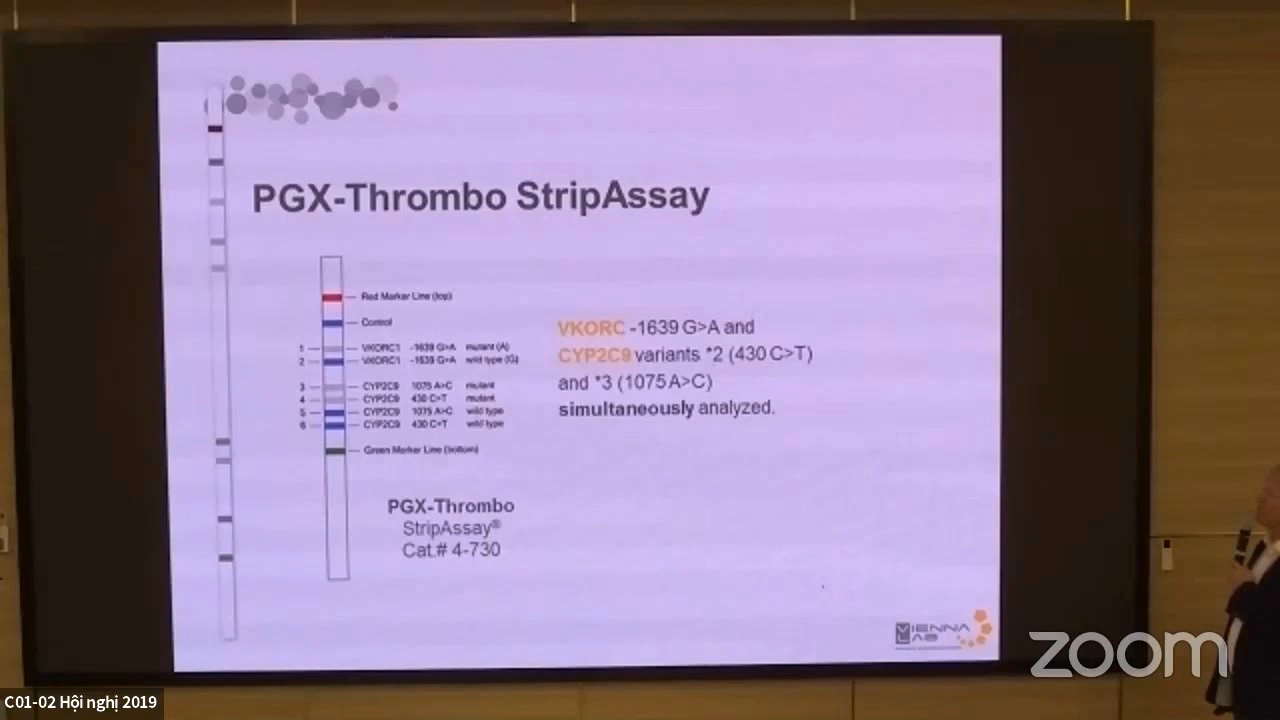 PGX-Thrombo StripAssay
Red Marker Line (top)
Control
1 VKORC1 -1639 G>A mutant (A)
2 VKORC1 -1639 G>A wild type (G)
3 CYP2C9 1075 A>C mutant
4 CYP2C9 430 C>T mutant
5 CYP2C9 1075 A>C wild type
6 CYP2C9 430 C>T wild type
Green Marker Line (bottom)
VKORC -1639 G>A and
CYP2C9 variants *2 (430 C>T)
and *3 (1075 A>C)
simultaneously analyzed.
PGX-Thrombo
StripAssay®
Cat.# 4-730
VIENNA
LAB
zoom
C01-02 Hội nghị 2019